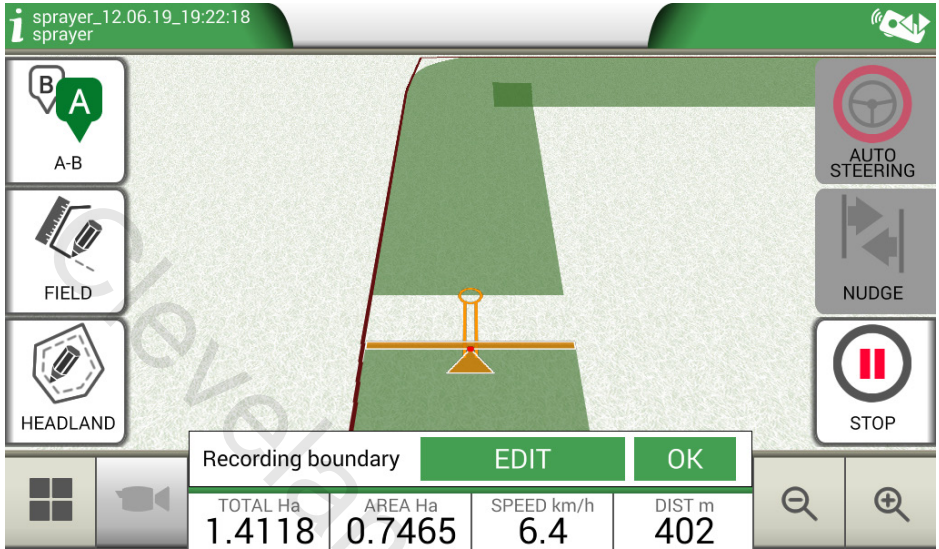 sprayer_12.06.19_19:22:18
sprayer
B
A
A-B
AUTO
STEERING
FIELD
NUDGE
HEADLAND
STOP
Recording boundary EDIT OK
TOTAL Ha AREA Ha SPEED km/h DIST m
1.4118 0.7465 6.4 402
Clevelan